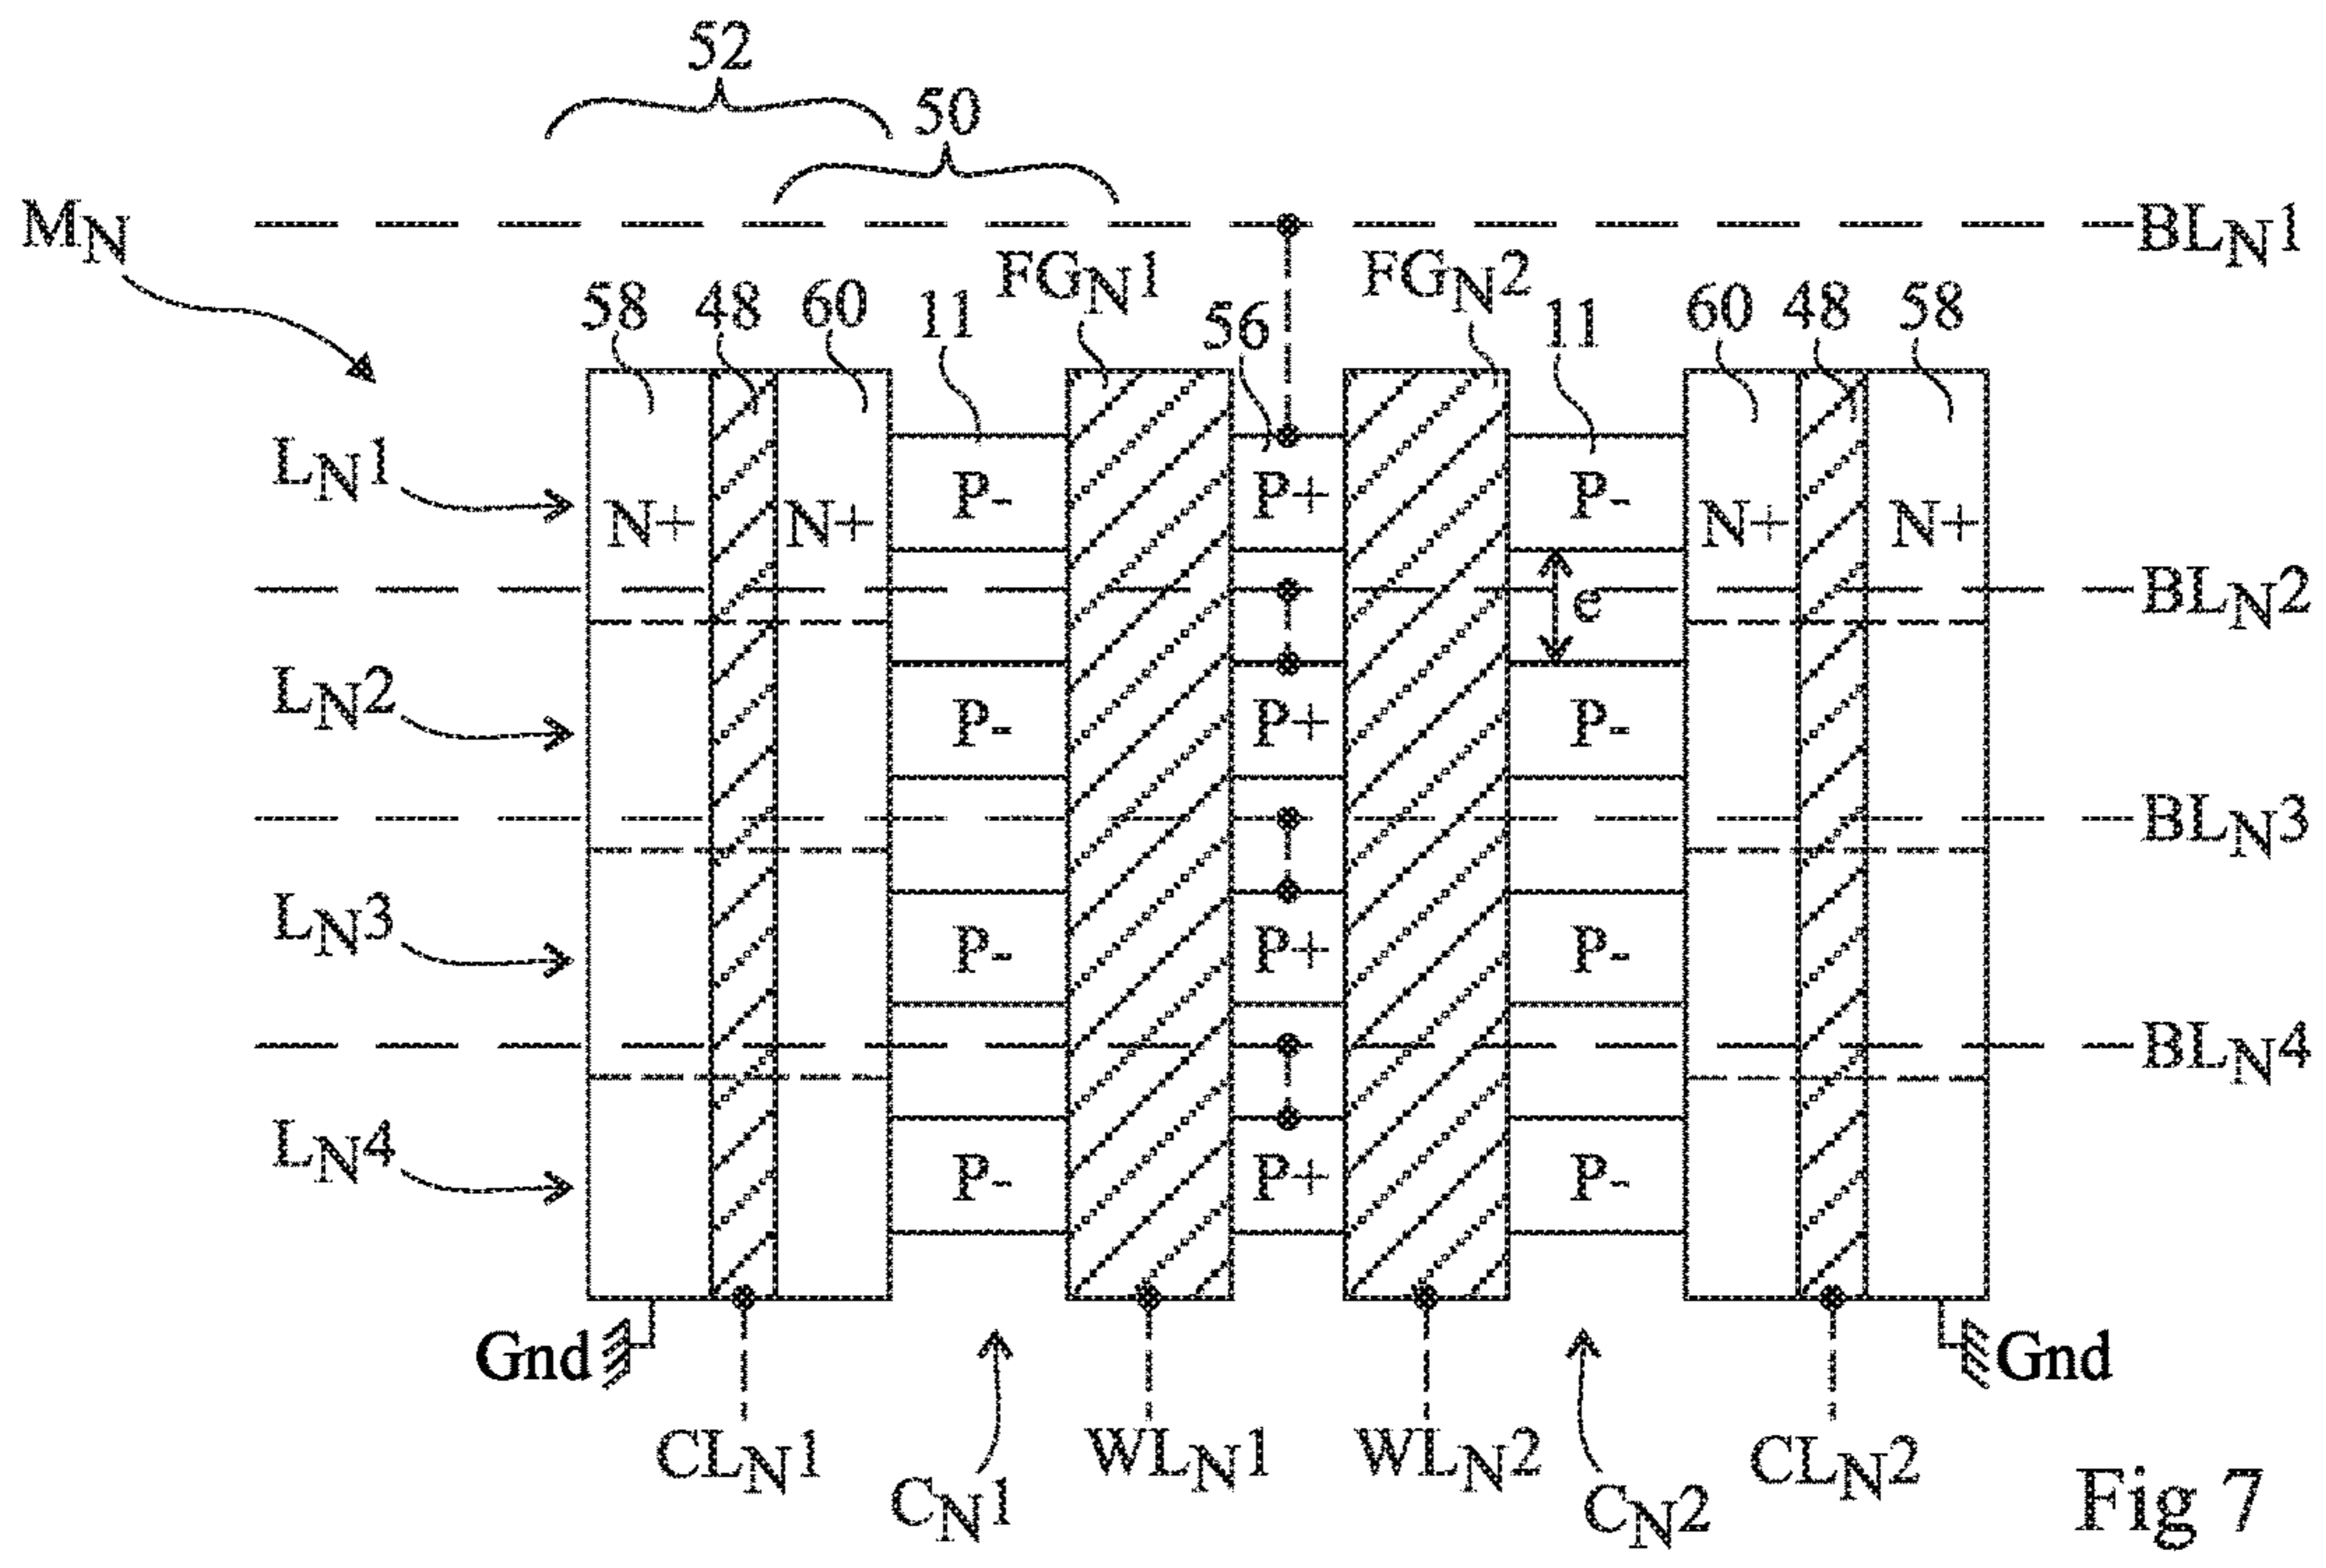 52
50
MN
BLN1
FGN1
FGN2
58 48 60 11 56 11 60 48 58
LN1
N+ N+ P- P+ P- N+ N+
e
BLN2
LN2
P- P+ P-
BLN3
LN3
P- P+ P-
BLN4
LN4
P- P+ P-
Gnd
Gnd
CLN1 WLN1 WLN2 CLN2
CN1 CN2
Fig 7